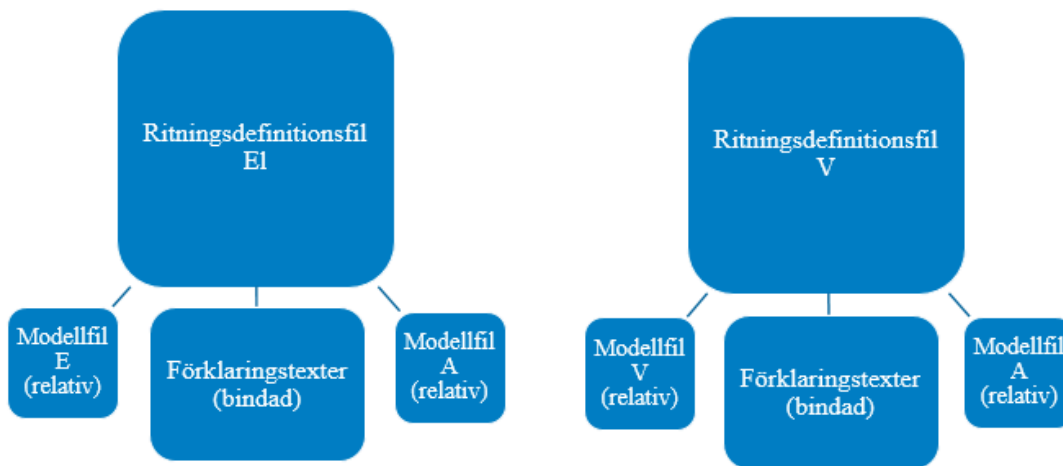 Ritningsdefinitionsfil
El
Modellfil
E
(relativ)
Förklaringstexter
(bindad)
Modellfil
A
(relativ)
Ritningsdefinitionsfil
V
Modellfil
V
(relativ)
Förklaringstexter
(bindad)
Modellfil
A
(relativ)